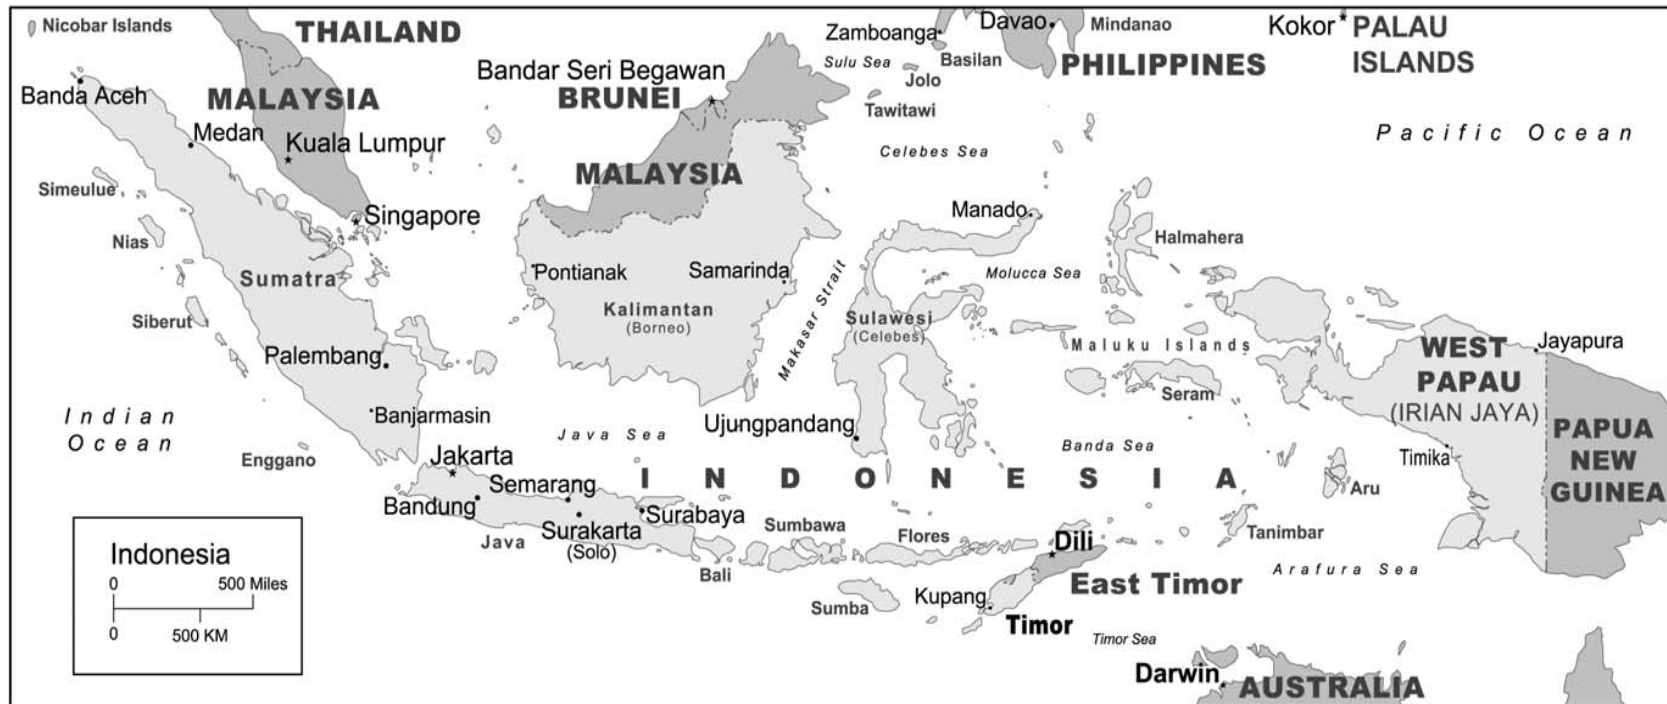 Nicobar Islands
THAILAND
Zamboanga
Davao
Mindanao
Kokor
PALAU
ISLANDS
Sulu Sea
Basilan
PHILIPPINES
Bandar Seri Begawan
BRUNEI
Jolo
Tawitawi
Banda Aceh
MALAYSIA
Medan
Kuala Lumpur
Pacific Ocean
Celebes Sea
MALAYSIA
Simeulue
Singapore
Manado
Nias
Halmahera
Sumatra
Pontianak
Samarinda
Makasar Strait
Molucca Sea
Kalimantan
(Borneo)
Siberut
Sulawesi
(Celebes)
Maluku Islands
Palembang
WEST
PAPAU
(IRIAN JAYA)
Jayapura
Seram
Indian
Ocean
Banjarmasin
Java Sea
Ujungpandang
Banda Sea
PAPUA
NEW
GUINEA
Enggano
Jakarta
Timika
INDONESIA
Semarang
Bandung
Surabaya
Aru
Surakarta
(Solo)
Java
Sumbawa
Flores
Dili
Tanimbar
Bali
East Timor
Arafura Sea
Sumba
Kupang
Timor
Timor Sea
Darwin
AUSTRALIA
Indonesia
0 500 Miles
0 500 KM